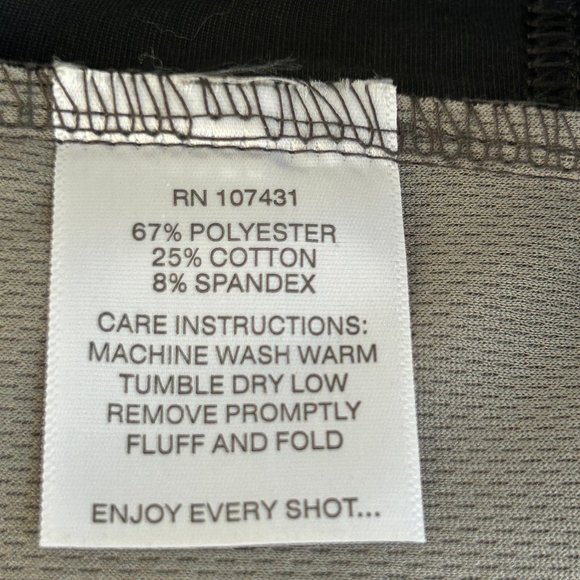 RN 107431
67% POLYESTER
25% COTTON
8% SPANDEX
CARE INSTRUCTIONS:
MACHINE WASH WARM
TUMBLE DRY LOW
REMOVE PROMPTLY
FLUFF AND FOLD
ENJOY EVERY SHOT...